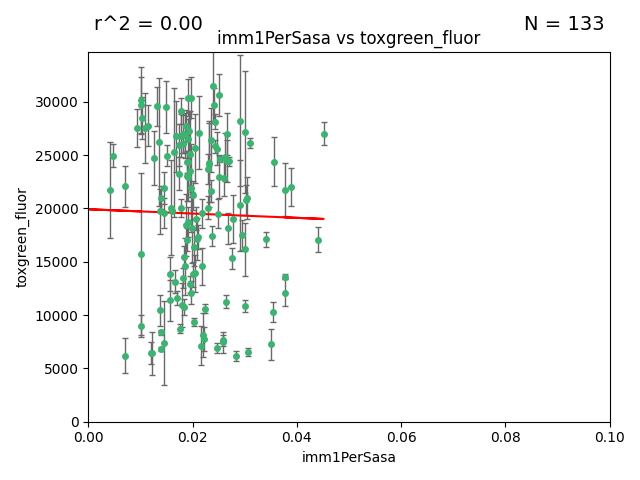 r^2 = 0.00
N = 133
imm1PerSasa vs toxgreen_fluor
toxgreen_fluor
30000
25000
20000
15000
10000
5000
0
0.00 0.02 0.04 0.06 0.08 0.10
imm1PerSasa